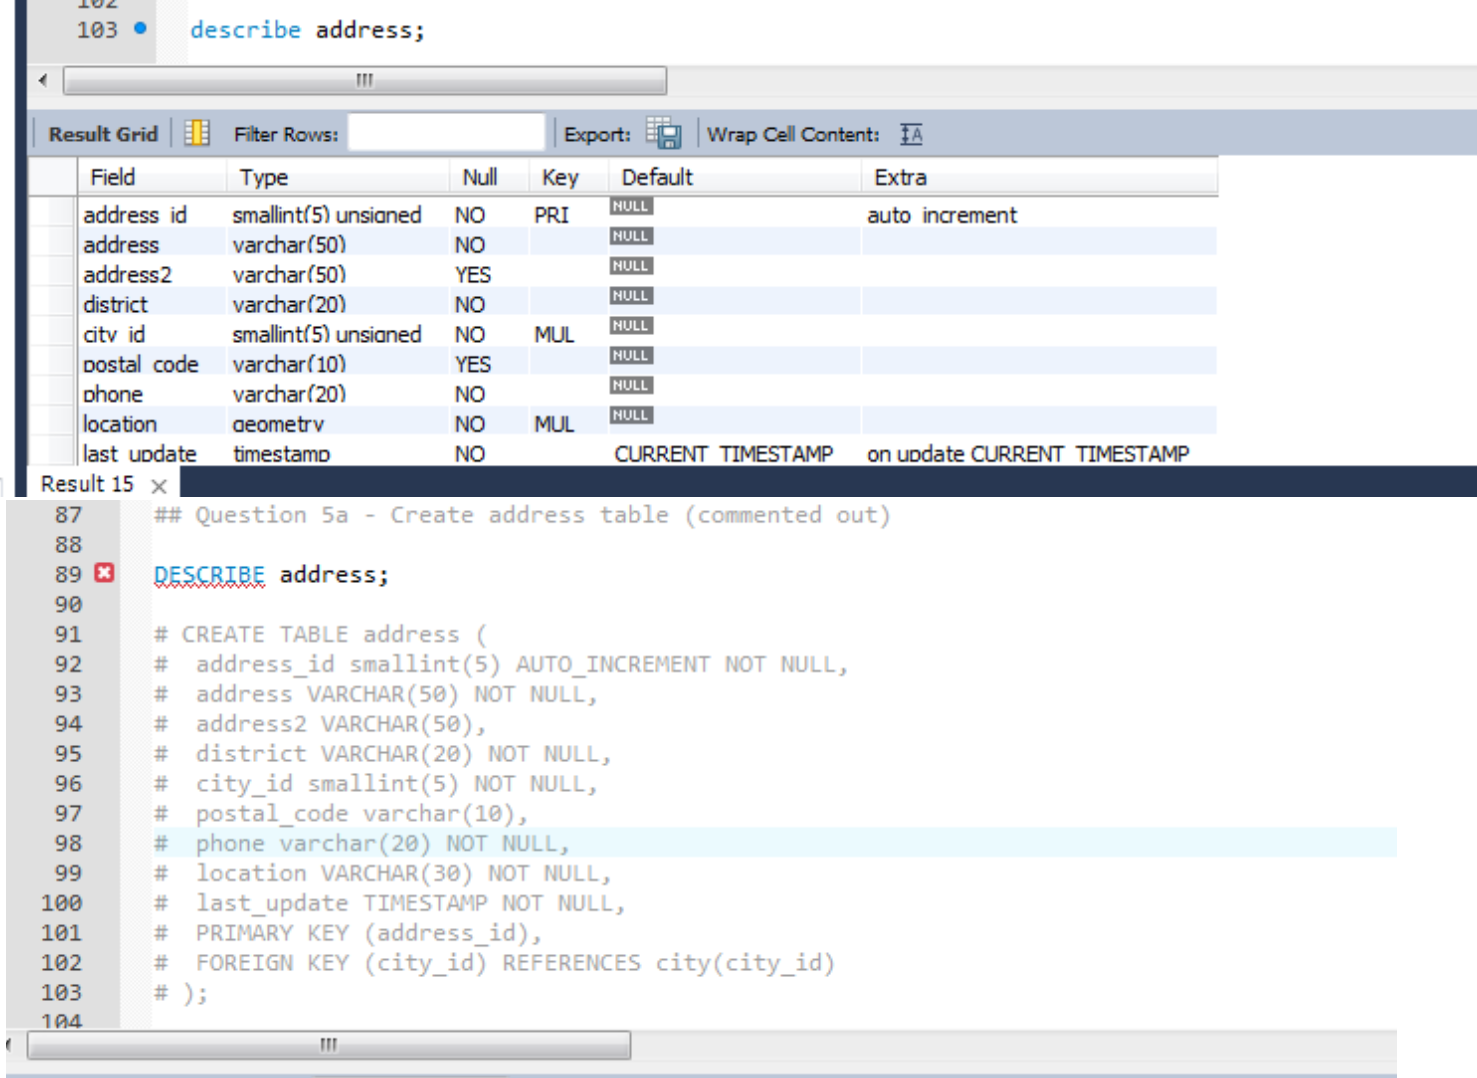 102
103 describe address;
Result Grid Filter Rows: Export: Wrap Cell Content: IA
Field Type Null Key Default Extra
address_id smallint(5) unsigned NO PRI NULL auto_increment
address varchar(50) NO NULL
address2 varchar(50) YES NULL
district varchar(20) NO NULL
city_id smallint(5) unsigned NO MUL NULL
postal_code varchar(10) YES NULL
phone varchar(20) NO NULL
location geometry NO MUL NULL
last_update timestamp NO CURRENT_TIMESTAMP on update CURRENT_TIMESTAMP
Result 15
87 ## Question 5a - Create address table (commented out)
88
89 DESCRIBE address;
90
91 # CREATE TABLE address (
92 # address_id smallint(5) AUTO_INCREMENT NOT NULL,
93 # address VARCHAR(50) NOT NULL,
94 # address2 VARCHAR(50),
95 # district VARCHAR(20) NOT NULL,
96 # city_id smallint(5) NOT NULL,
97 # postal_code varchar(10),
98 # phone varchar(20) NOT NULL,
99 # location VARCHAR(30) NOT NULL,
100 # last_update TIMESTAMP NOT NULL,
101 # PRIMARY KEY (address_id),
102 # FOREIGN KEY (city_id) REFERENCES city(city_id)
103 # );
104